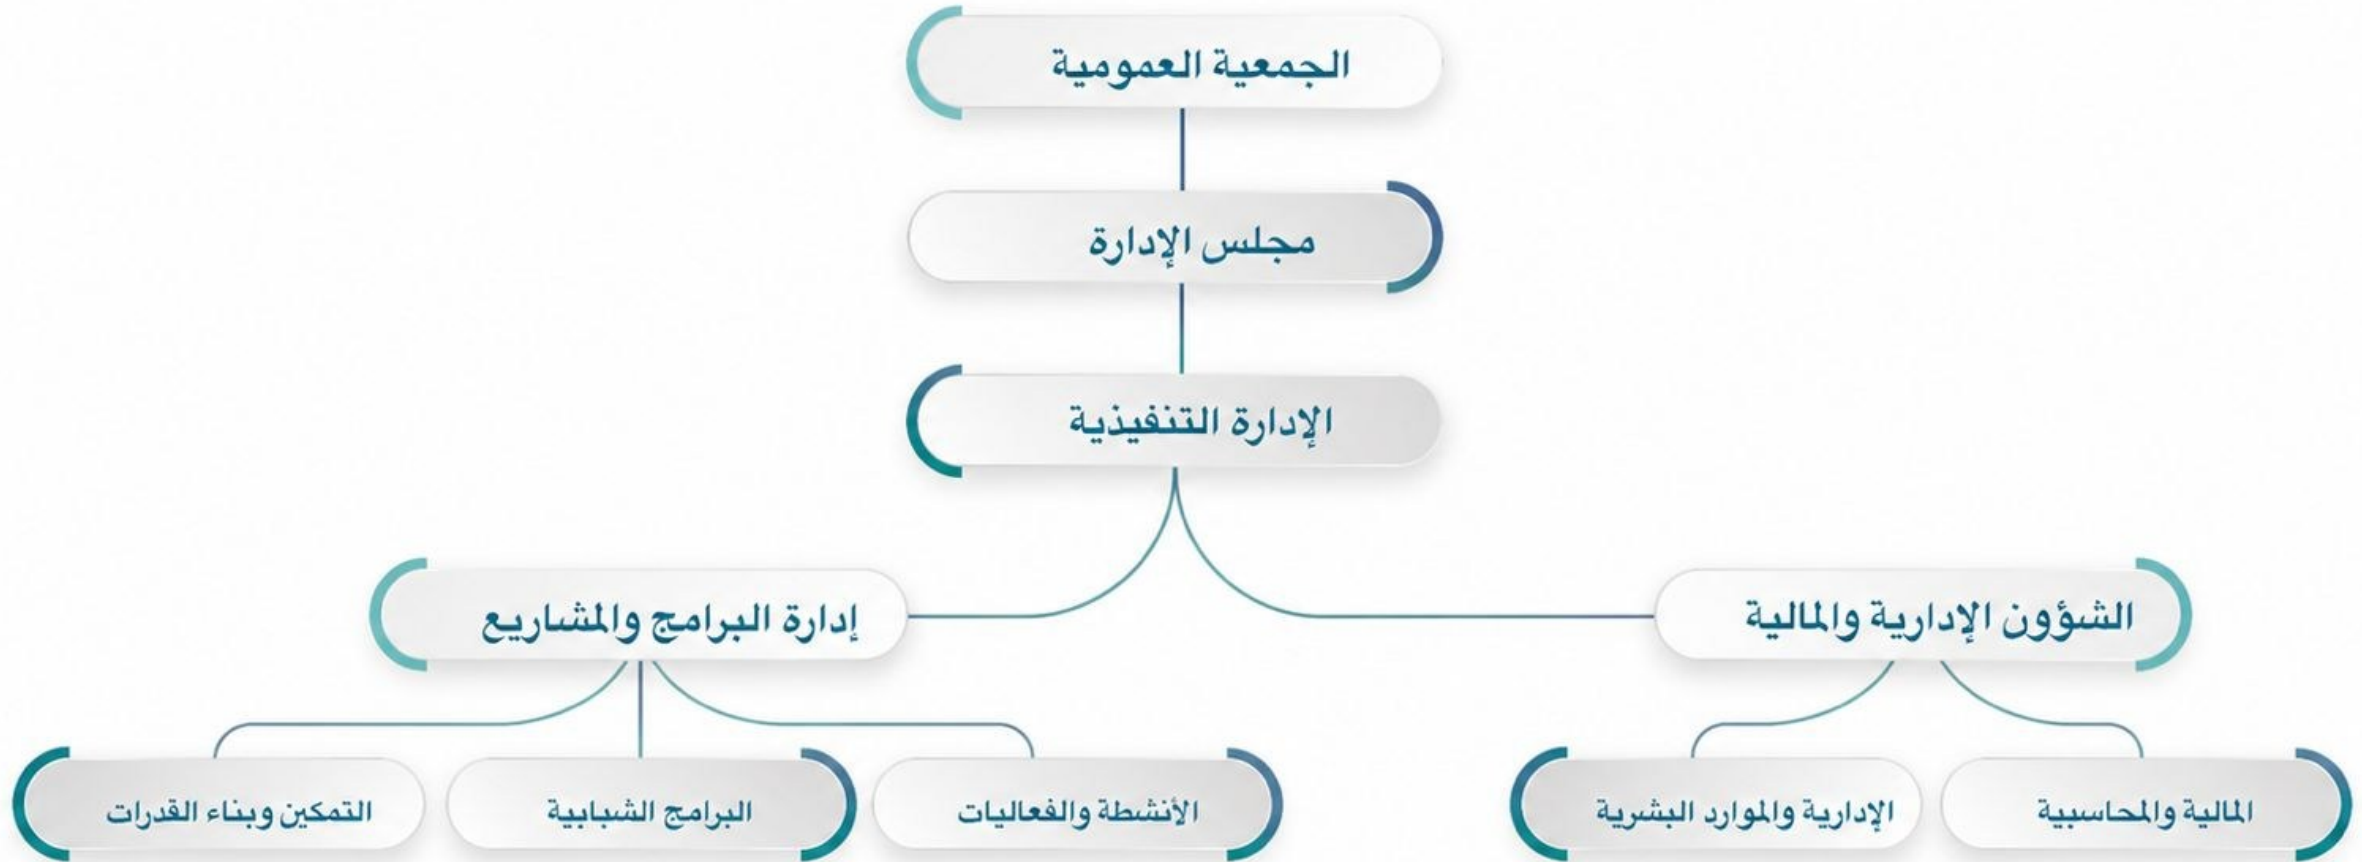 الجمعية العمومية
مجلس الإدارة
الإدارة التنفيذية
الشؤون الإدارية والمالية
إدارة البرامج والمشاريع
المالية والمحاسبية
الإدارية والموارد البشرية
الأنشطة والفعاليات
البرامج الشبابية
التمكين وبناء القدرات